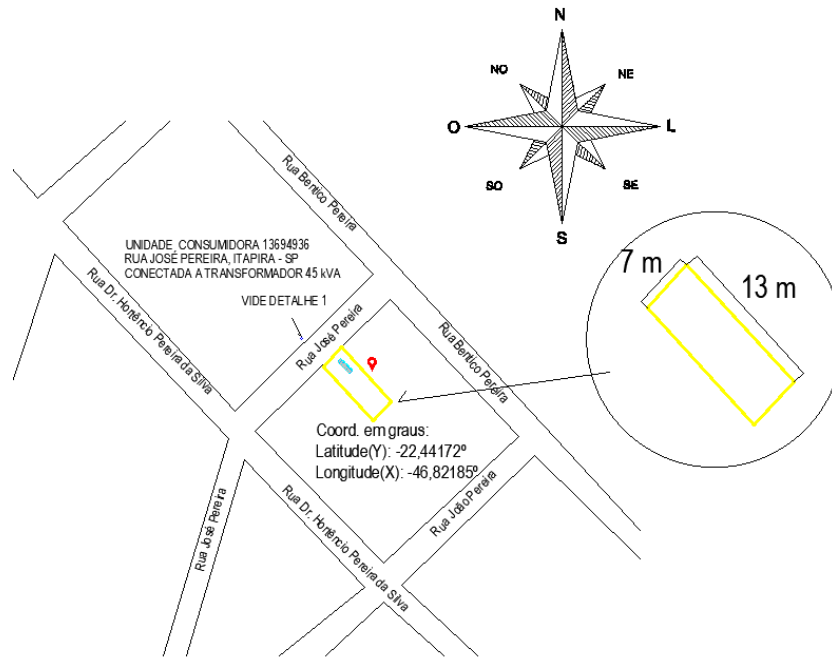 N
NO
NE
O
L
SO
SE
S
Rua Bentico Pereira
UNIDADE CONSUMIDORA 13694936
RUA JOSÉ PEREIRA, ITAPIRA - SP
CONECTADA A TRANSFORMADOR 45 kVA
VIDE DETALHE 1
7 m
13 m
Rua Dr. Hortêncio Pereira da Silva
Rua José Pereira
Rua Bentico Pereira
Coord. em graus:
Latitude(Y): -22,44172º
Longitude(X): -46,82185º
Rua José Pereira
Rua Dr. Hortêncio Pereira da Silva
Rua João Pereira